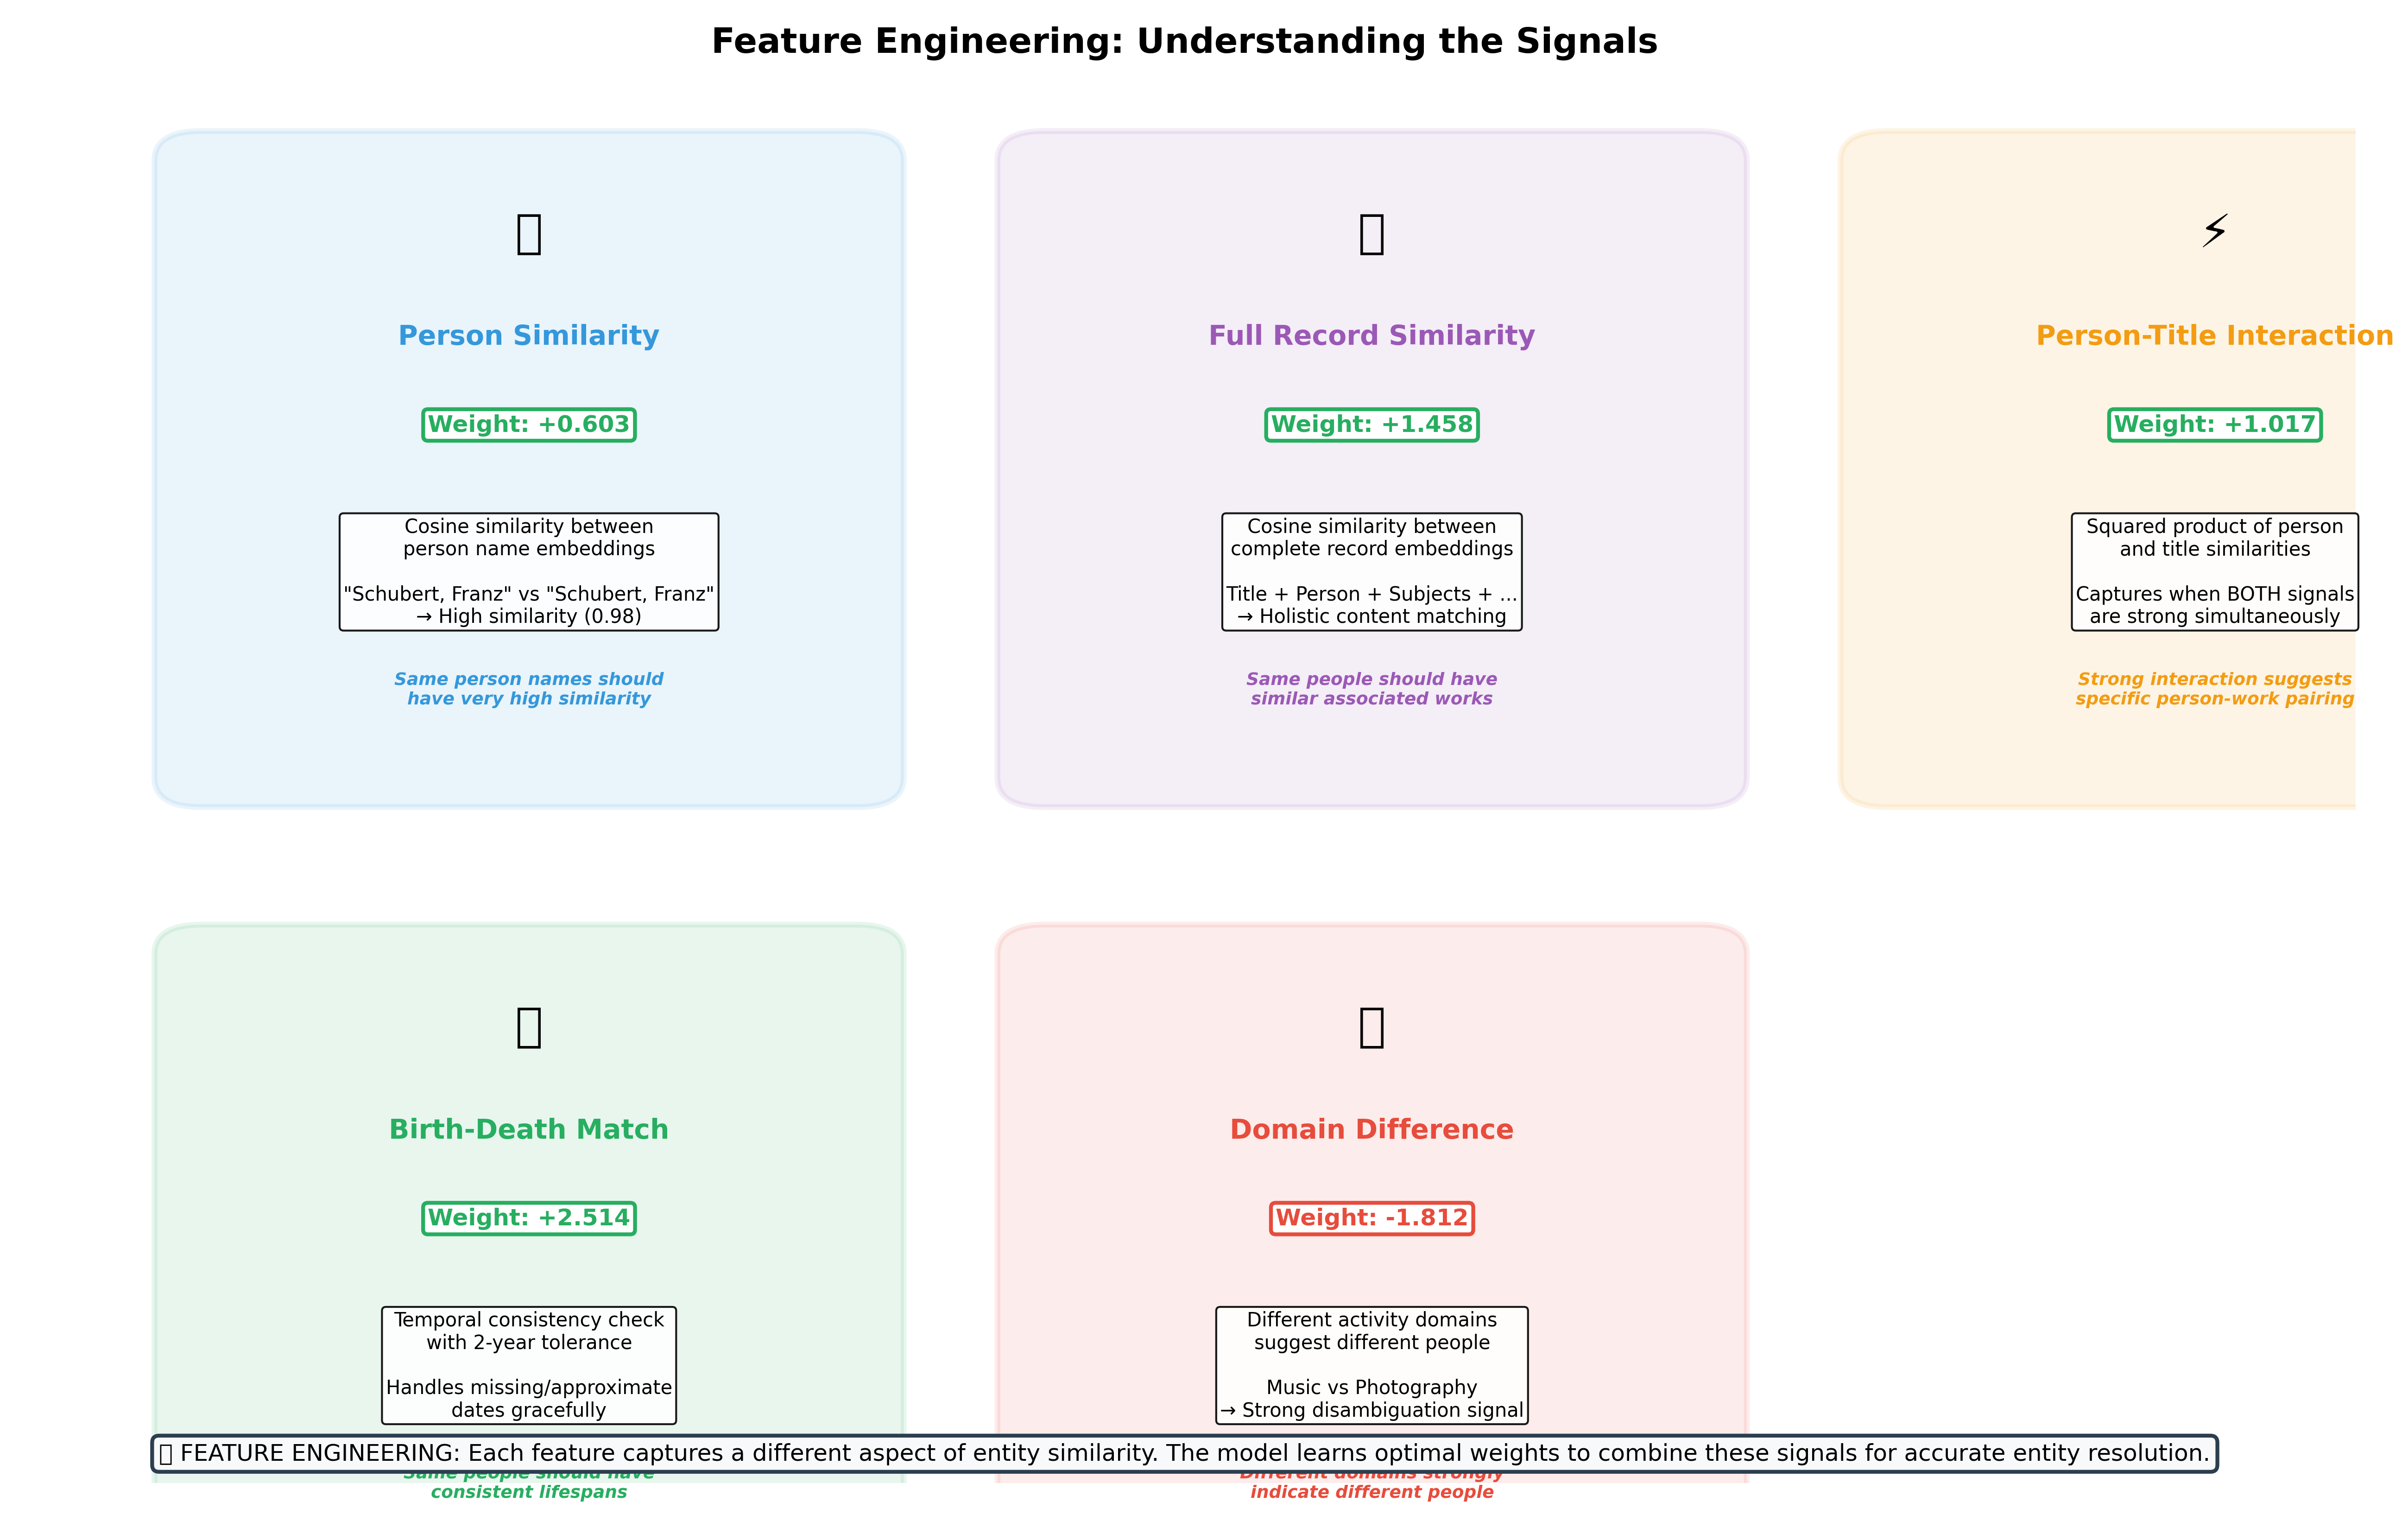 Feature Engineering: Understanding the Signals
Person Similarity
Weight: +0.603
Cosine similarity between
person name embeddings
"Schubert, Franz" vs "Schubert, Franz"
→ High similarity (0.98)
Same person names should
have very high similarity
Full Record Similarity
Weight: +1.458
Cosine similarity between
complete record embeddings
Title + Person + Subjects + ...
→ Holistic content matching
Same people should have
similar associated works
⚡
Person-Title Interaction
Weight: +1.017
Squared product of person
and title similarities
Captures when BOTH signals
are strong simultaneously
Strong interaction suggests
specific person-work pairing
Birth-Death Match
Weight: +2.514
Temporal consistency check
with 2-year tolerance
Handles missing/approximate
dates gracefully
Same people should have
consistent lifespans
Domain Difference
Weight: -1.812
Different activity domains
suggest different people
Music vs Photography
→ Strong disambiguation signal
Different domains strongly
indicate different people
FEATURE ENGINEERING: Each feature captures a different aspect of entity similarity. The model learns optimal weights to combine these signals for accurate entity resolution.